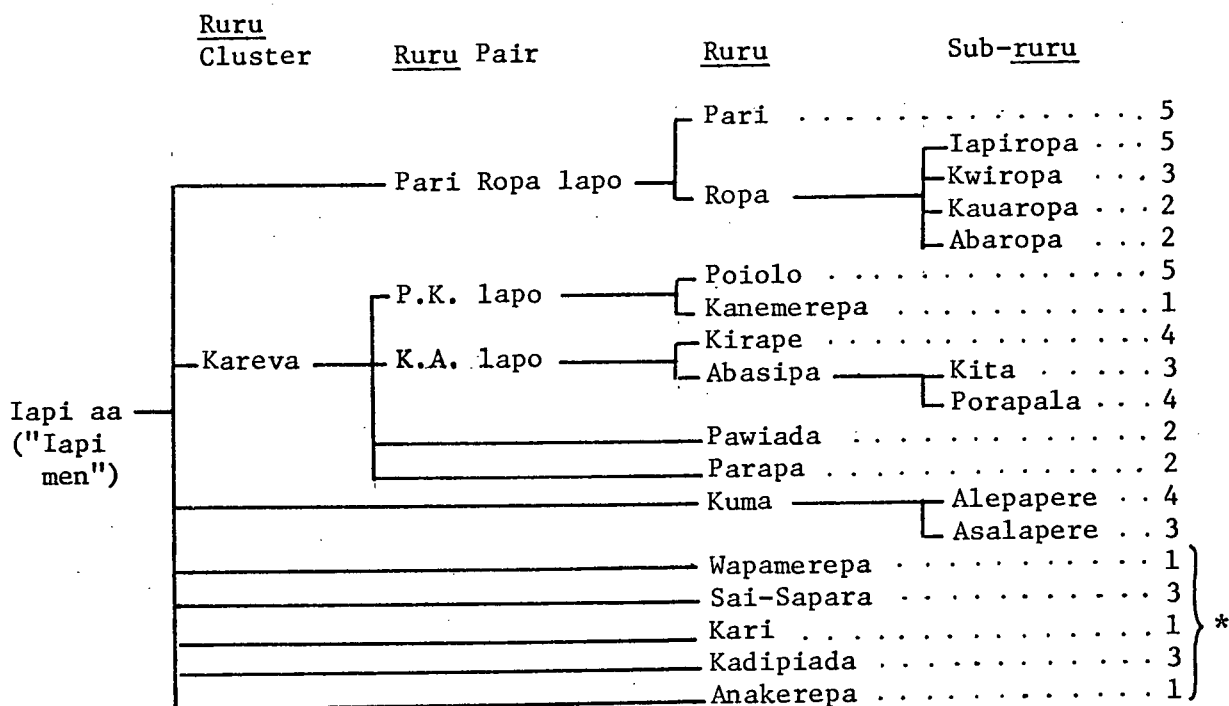 Ruru
Cluster Ruru Pair Ruru Sub-ruru
Pari . . . . . . . . . . . . . . . 5
Iapiropa . . . 5
Pari Ropa lapo Kwiropa . . . 3
Ropa Kauaropa . . . 2
Abaropa . . . 2
Poiolo . . . . . . . . . . . . . 5
P.K. lapo Kanemerepa . . . . . . . . . . . 1
Kirape . . . . . . . . . . . . . 4
Kareva K.A. lapo Abasipa Kita . . . . . 3
Porapala . . . 4
Iapi aa
("Iapi Pawiada . . . . . . . . . . . . 2
men") Parapa . . . . . . . . . . . . . 2
Kuma Alepapere . . 4
Asalapere . . 3
Wapamerepa . . . . . . . . . . . 1
Sai-Sapara . . . . . . . . . . . 3
Kari . . . . . . . . . . . . . . 1 *
Kadipiada . . . . . . . . . . . 3
Anakerepa . . . . . . . . . . . 1